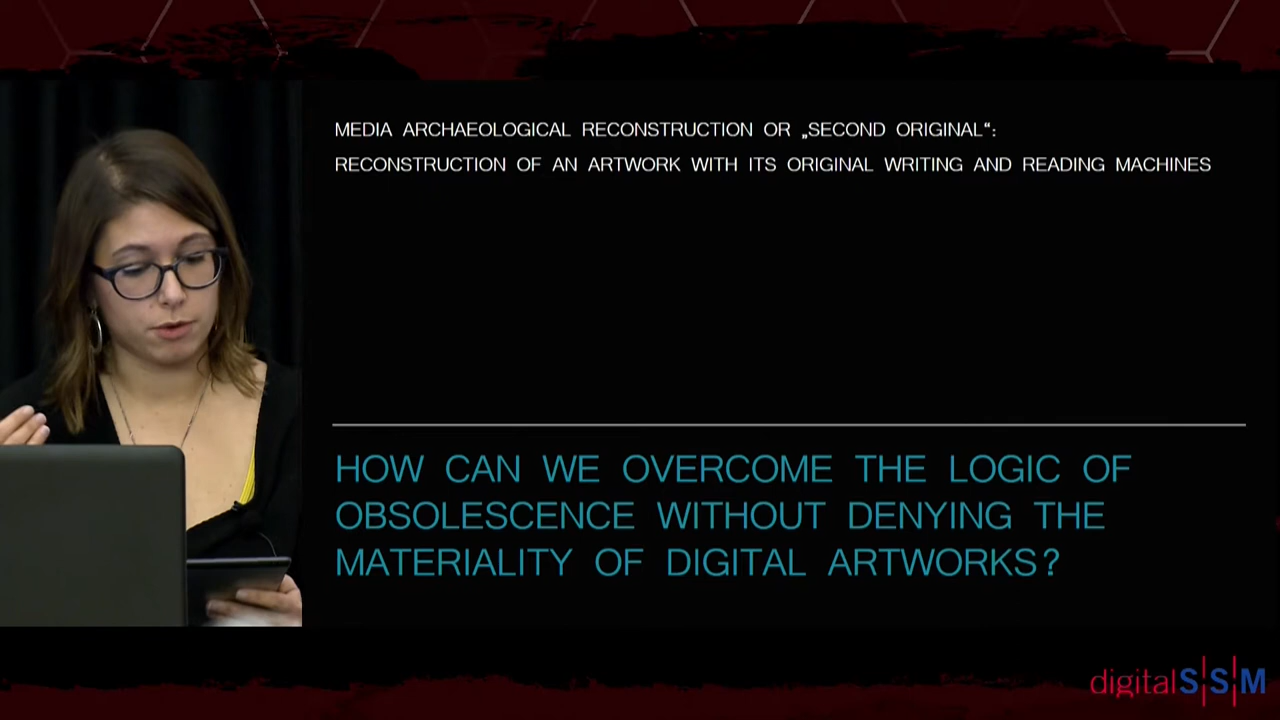 MEDIA ARCHAEOLOGICAL RECONSTRUCTION OR „SECOND ORIGINAL“:
RECONSTRUCTION OF AN ARTWORK WITH ITS ORIGINAL WRITING AND READING MACHINES
HOW CAN WE OVERCOME THE LOGIC OF
OBSOLESCENCE WITHOUT DENYING THE
MATERIALITY OF DIGITAL ARTWORKS?
digitalS|S|M